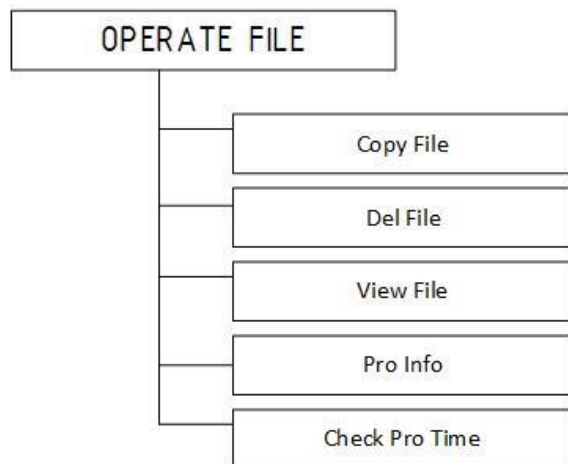 OPERATE FILE
Copy File
Del File
View File
Pro Info
Check Pro Time